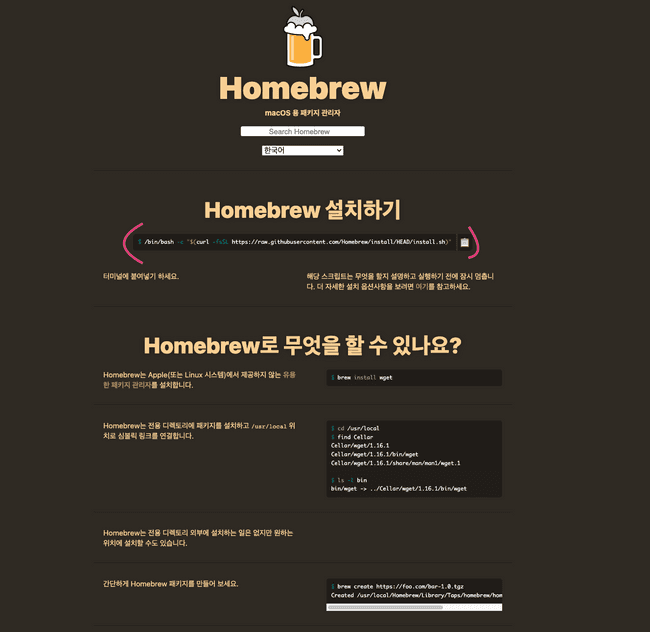 Homebrew
macOS 용 패키지 관리자
Search Homebrew
한국어
Homebrew 설치하기
$ /bin/bash -c "$(curl -fsSL https://raw.githubusercontent.com/Homebrew/install/HEAD/install.sh)"
터미널에 붙여넣기 하세요.
해당 스크립트는 무엇을 할지 설명하고 실행하기 전에 잠시 멈춥니
다. 더 자세한 설치 옵션사항을 보려면 여기를 참고하세요.
Homebrew로 무엇을 할 수 있나요?
Homebrew는 Apple(또는 Linux 시스템)에서 제공하지 않는 유용
한 패키지 관리자를 설치합니다.
$ brew install wget
Homebrew는 전용 디렉토리에 패키지를 설치하고 /usr/local 위
치로 심볼릭 링크를 연결합니다.
$ cd /usr/local
$ find Cellar
Cellar/wget/1.16.1
Cellar/wget/1.16.1/bin/wget
Cellar/wget/1.16.1/share/man/man1/wget.1
$ ls -l bin
bin/wget -> ../Cellar/wget/1.16.1/bin/wget
Homebrew는 전용 디렉토리 외부에 설치하는 일은 없지만 원하는
위치에 설치할 수도 있습니다.
간단하게 Homebrew 패키지를 만들어 보세요.
$ brew create https://foo.com/bar-1.0.tgz
Created /usr/local/Homebrew/Library/Taps/homebrew/hom